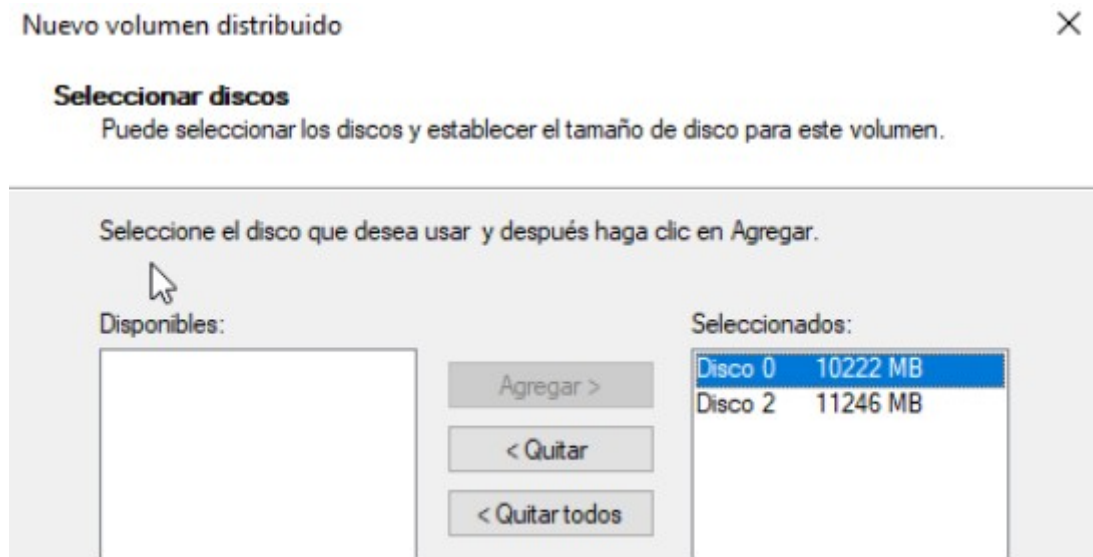 Nuevo volumen distribuido
Seleccionar discos
Puede seleccionar los discos y establecer el tamaño de disco para este volumen.
Seleccione el disco que desea usar y después haga clic en Agregar.
Disponibles:
Seleccionados:
Agregar >
< Quitar
< Quitar todos
Disco 0 10222 MB
Disco 2 11246 MB